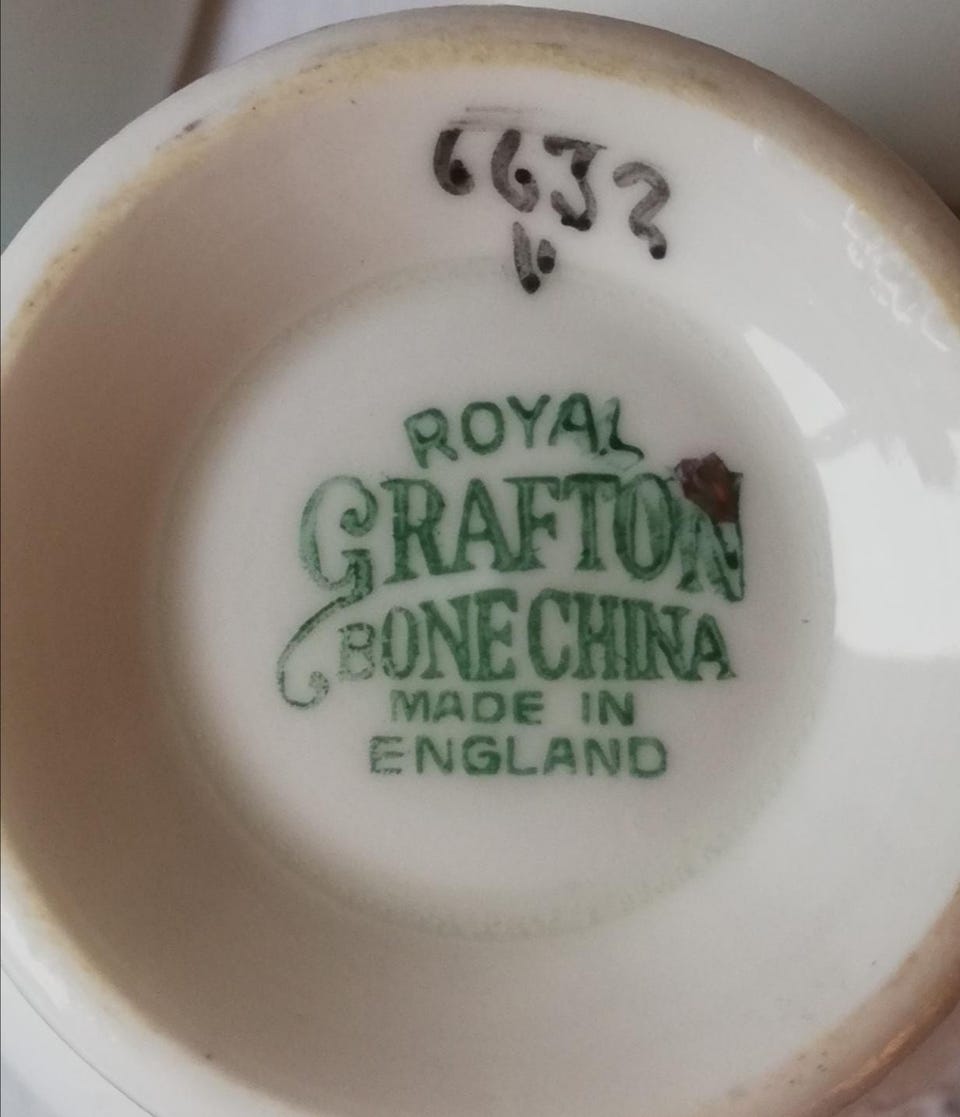 6632
ROYAL
GRAFTON
BONE CHINA
MADE IN
ENGLAND